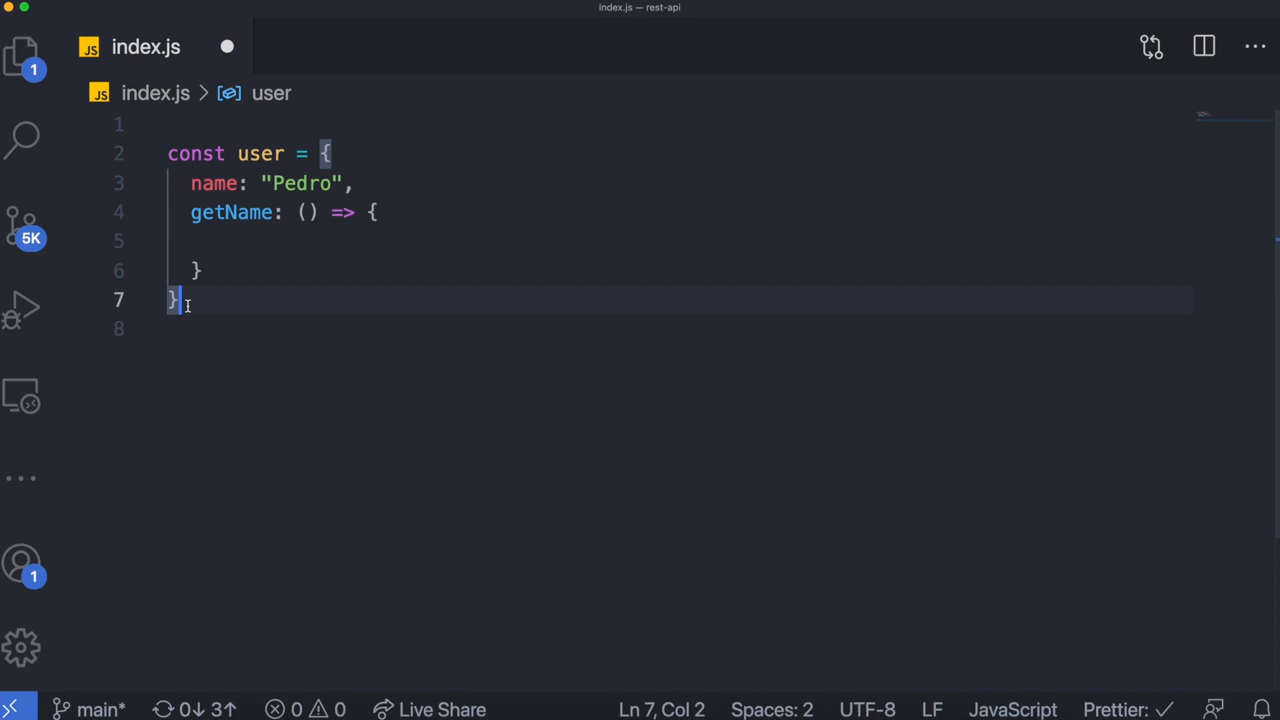 index.js — rest-api
JS index.js
1
JS index.js > user
1
2 const user = {
3 name: "Pedro",
4 getName: () => {
5
6 }
7 }
8
5K
1
main* 0↓ 3↑ 0 0 Live Share Ln 7, Col 2 Spaces: 2 UTF-8 LF JavaScript Prettier: ✓